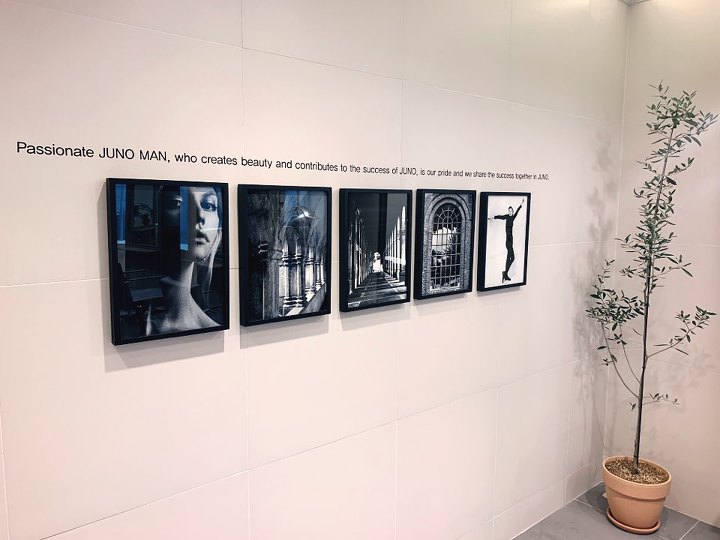 Passionate JUNO MAN, who creates beauty and contributes to the success of JUNO, is our pride and we share the success together in JUNO.